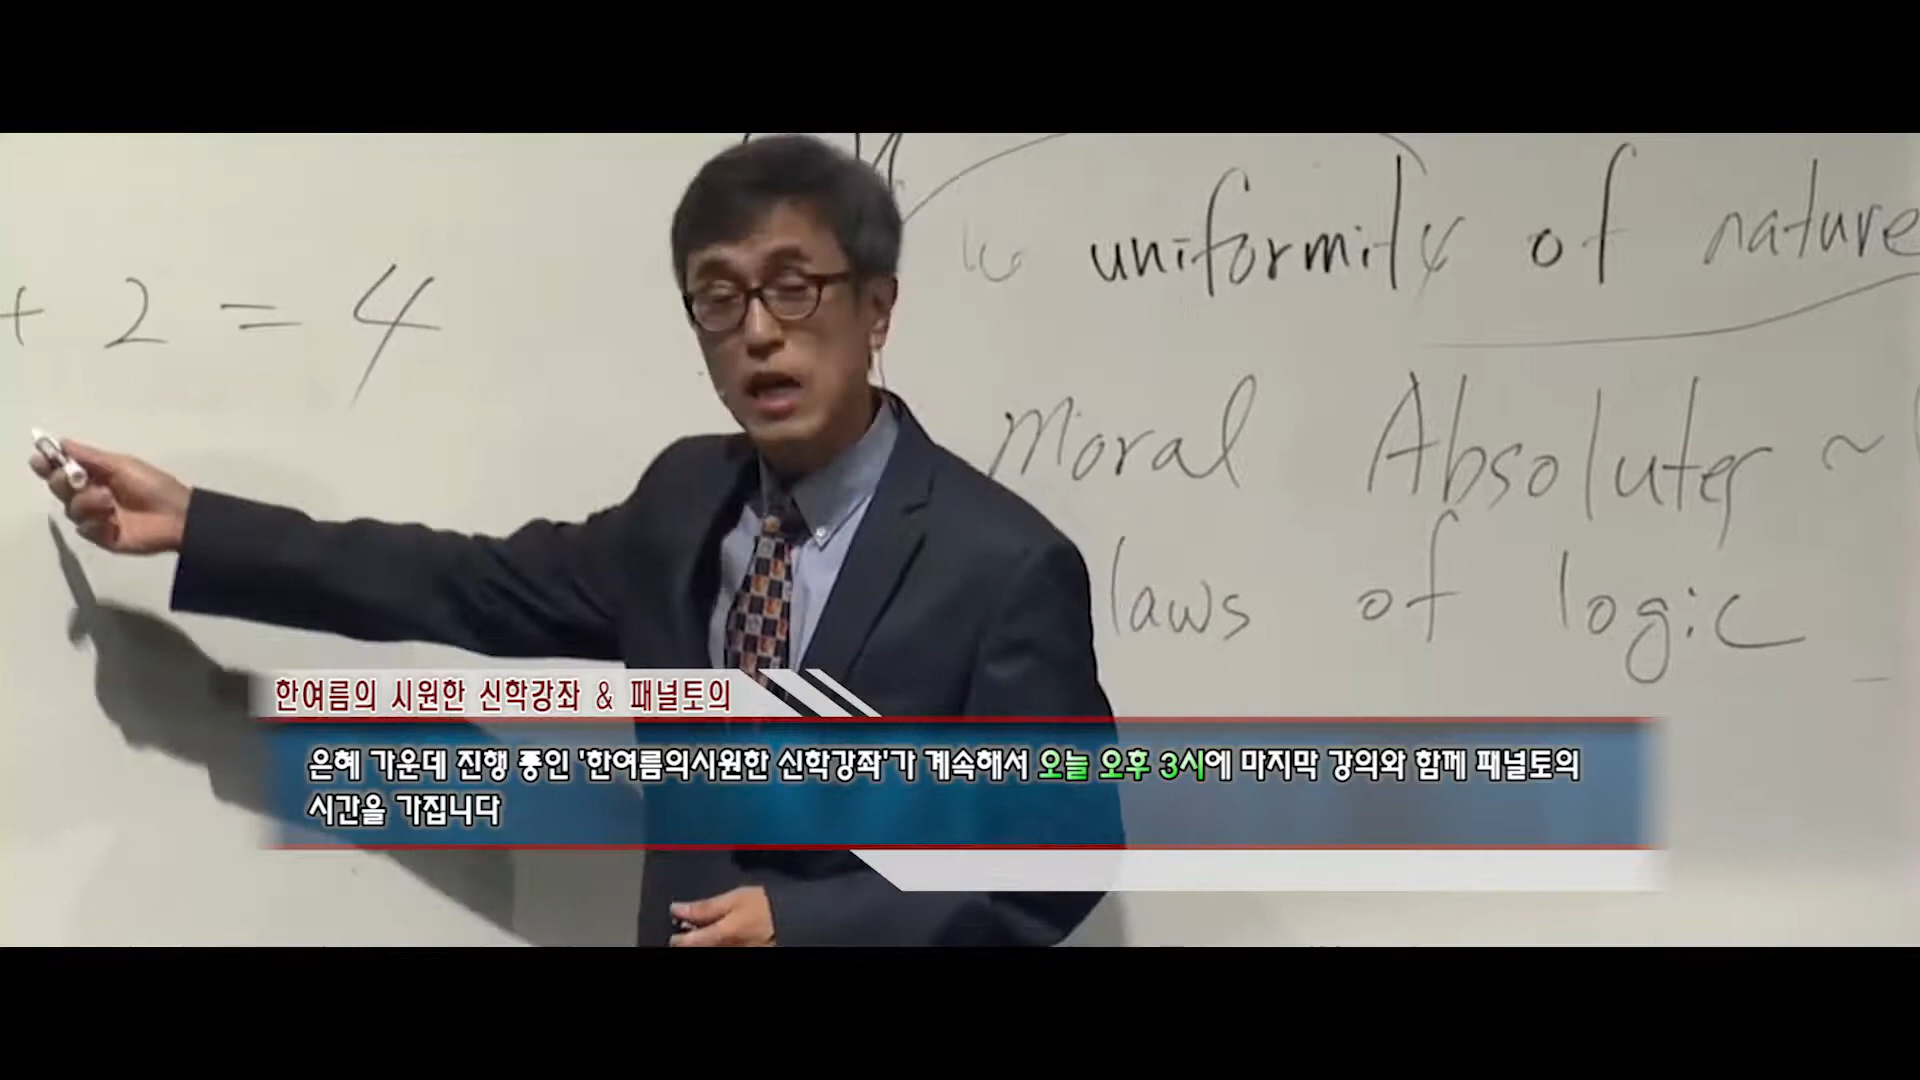 + 2 = 4
uniformity of nature
Moral Absolutes ~
laws of logic
한여름의 시원한 신학강좌 & 패널토의
은혜 가운데 진행 중인 '한여름의시원한 신학강좌'가 계속해서 오늘 오후 3시에 마지막 강의와 함께 패널토의
시간을 가집니다